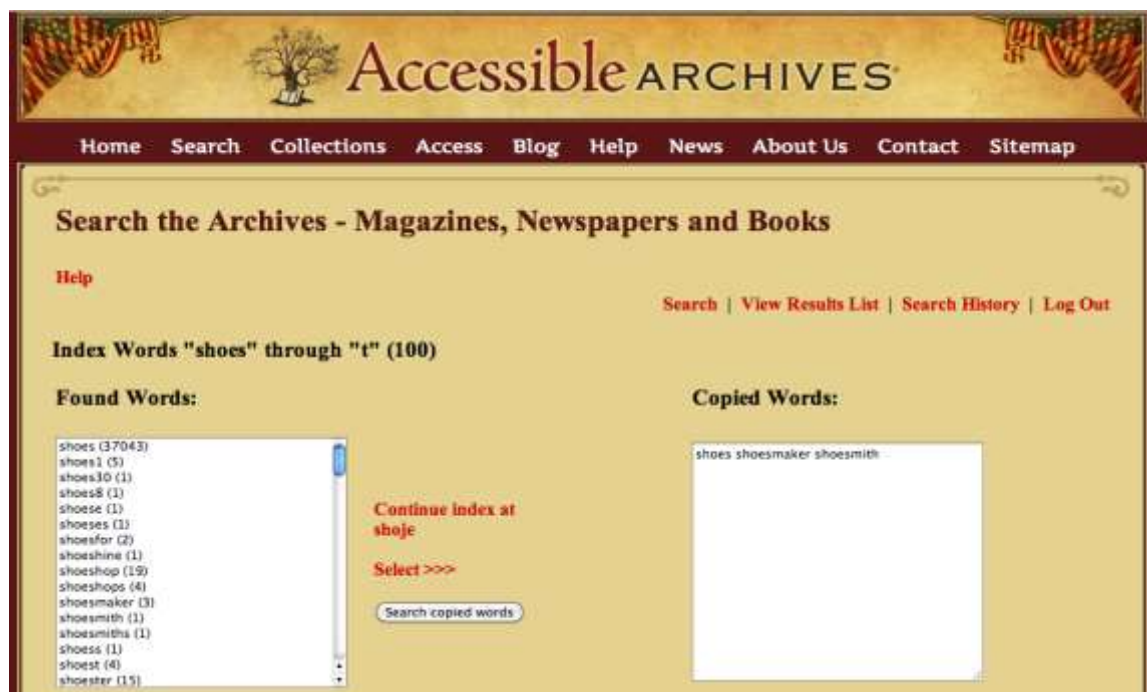 Accessible ARCHIVES
Home Search Collections Access Blog Help News About Us Contact Sitemap
Search the Archives - Magazines, Newspapers and Books
Help
Search | View Results List | Search History | Log Out
Index Words "shoes" through "t" (100)
Found Words:
Copied Words:
shoes (37043)
shoes1 (5)
shoes30 (1)
shoes8 (1)
shoese (1)
shoeses (1)
shoesfor (2)
shoeshine (1)
shoeshop (19)
shoeshops (4)
shoesmaker (3)
shoesmith (1)
shoesmiths (1)
shoess (1)
shoest (4)
shoester (15)
Continue index at
shoje
Select >>>
Search copied words
shoes shoesmaker shoesmith